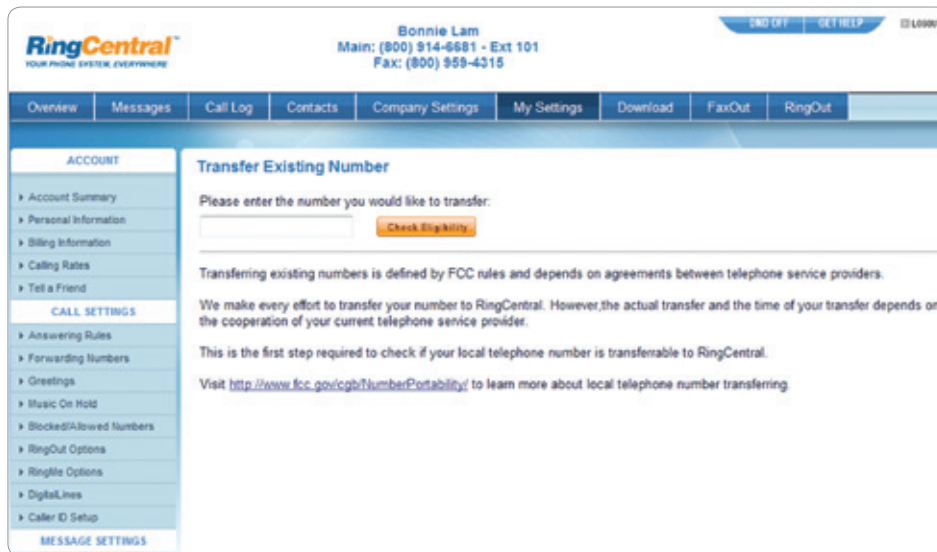 RingCentral™
YOUR PHONE SYSTEM, EVERYWHERE
Bonnie Lam
Main: (800) 914-6681 - Ext 101
Fax: (800) 959-4315
DND OFF
GET HELP
Overview
Messages
Call Log
Contacts
Company Settings
My Settings
Download
FaxOut
RingOut
ACCOUNT
Account Summary
Personal Information
Billing Information
Calling Rates
Tell a Friend
CALL SETTINGS
Answering Rules
Forwarding Numbers
Greetings
Music On Hold
Blocked/Allowed Numbers
RingOut Options
RingMe Options
DigitalLines
Caller ID Setup
MESSAGE SETTINGS
Transfer Existing Number
Please enter the number you would like to transfer:
Check Eligibility
Transferring existing numbers is defined by FCC rules and depends on agreements between telephone service providers.
We make every effort to transfer your number to RingCentral. However,the actual transfer and the time of your transfer depends on
the cooperation of your current telephone service provider.
This is the first step required to check if your local telephone number is transferrable to RingCentral.
Visit http://www.fcc.gov/cgb/NumberPortability/ to learn more about local telephone number transferring.